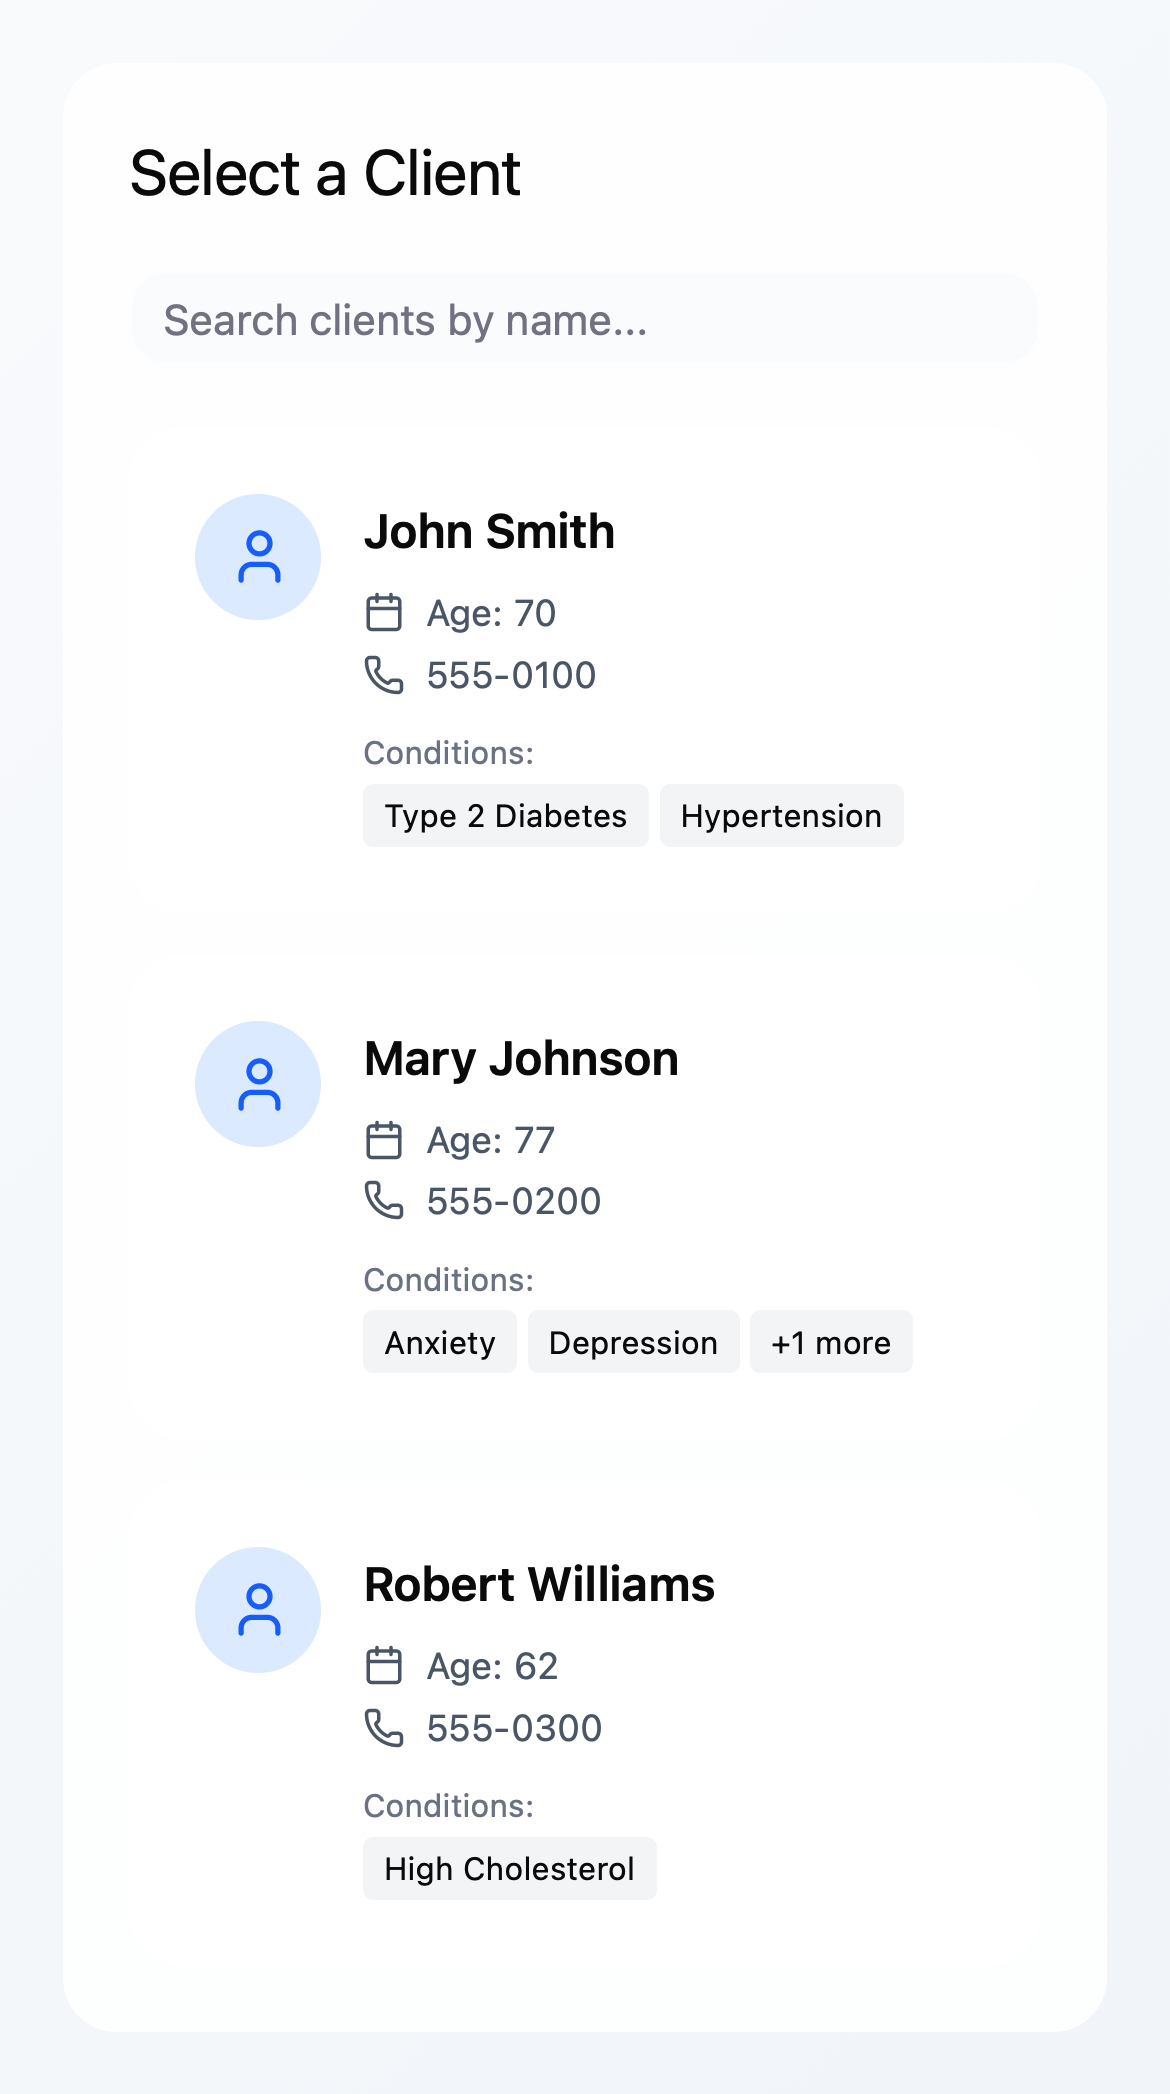 Select a Client
Search clients by name...
John Smith
Age: 70
555-0100
Conditions:
Type 2 Diabetes Hypertension
Mary Johnson
Age: 77
555-0200
Conditions:
Anxiety Depression +1 more
Robert Williams
Age: 62
555-0300
Conditions:
High Cholesterol